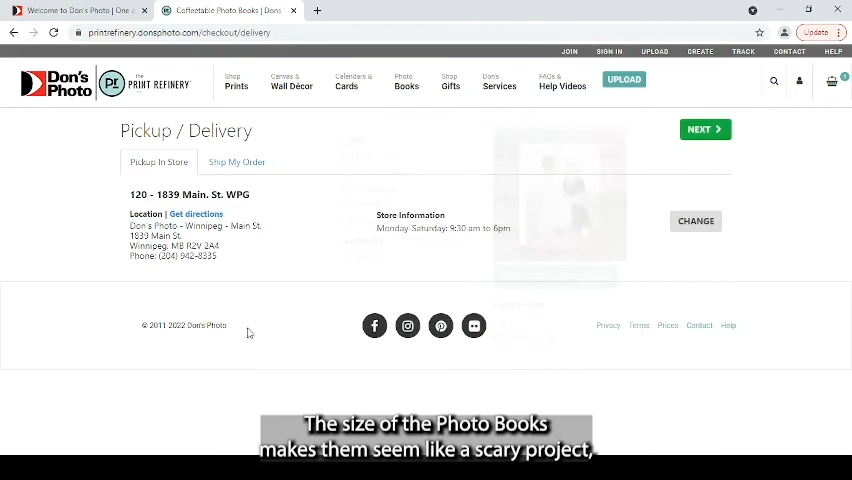 Welcome to Don's Photo | One c
Coffeetable Photo Books | Dons
printrefinery.donsphoto.com/checkout/delivery
Update
JOIN SIGN IN UPLOAD CREATE TRACK CONTACT HELP
Don's Photo
PR the PRINT REFINERY
Shop Prints
Canvas & Wall Décor
Calendars & Cards
Photo Books
Shop Gifts
Don's Services
FAQs & Help Videos
UPLOAD
1
Pickup / Delivery
NEXT
Pickup In Store Ship My Order
120 - 1839 Main. St. WPG
Location | Get directions
Don's Photo - Winnipeg - Main St.
1839 Main St.
Winnipeg, MB R2V 2A4
Phone: (204) 942-8335
Store Information
Monday-Saturday: 9:30 am to 6pm
CHANGE
© 2011-2022 Don's Photo
Privacy Terms Prices Contact Help
The size of the Photo Books
makes them seem like a scary project,